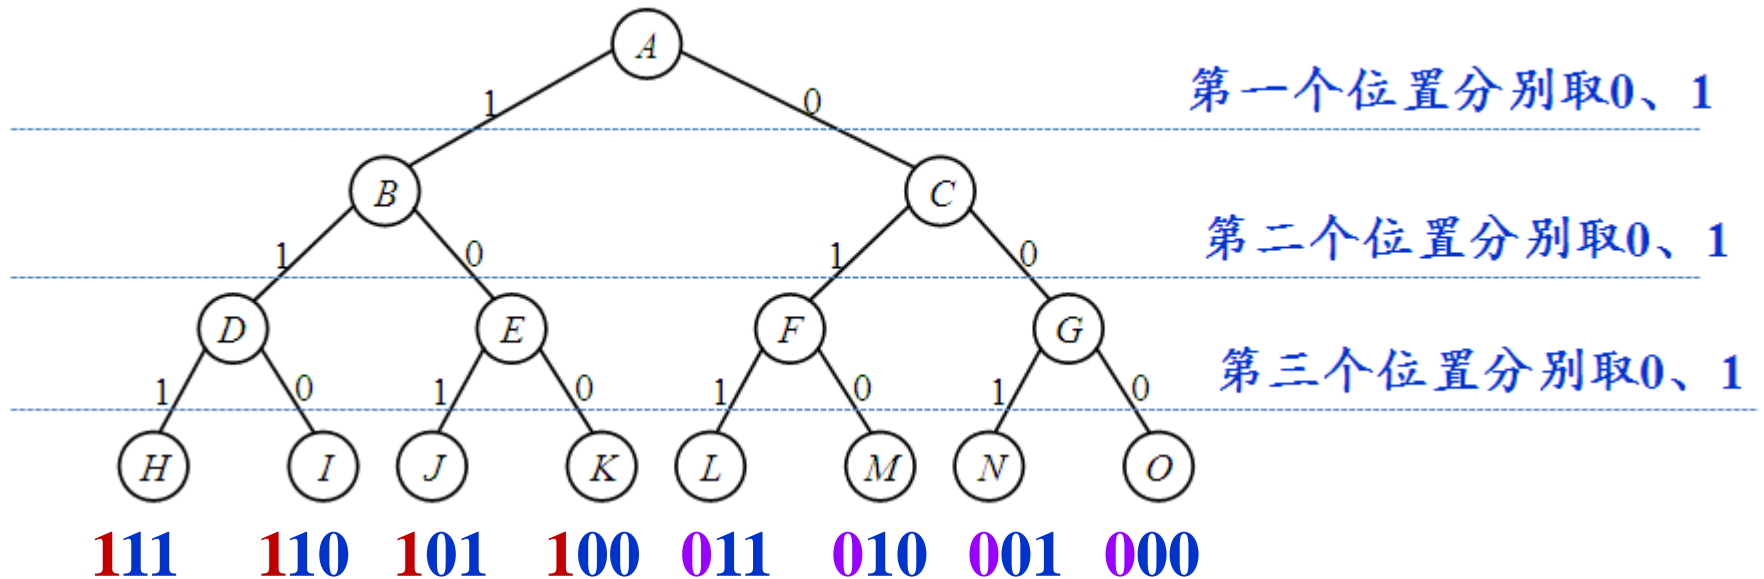 A
1 0 第一个位置分别取0、1
B C
1 0 1 0 第二个位置分别取0、1
D E F G
1 0 1 0 1 0 1 0 第三个位置分别取0、1
H I J K L M N O
111 110 101 100 011 010 001 000